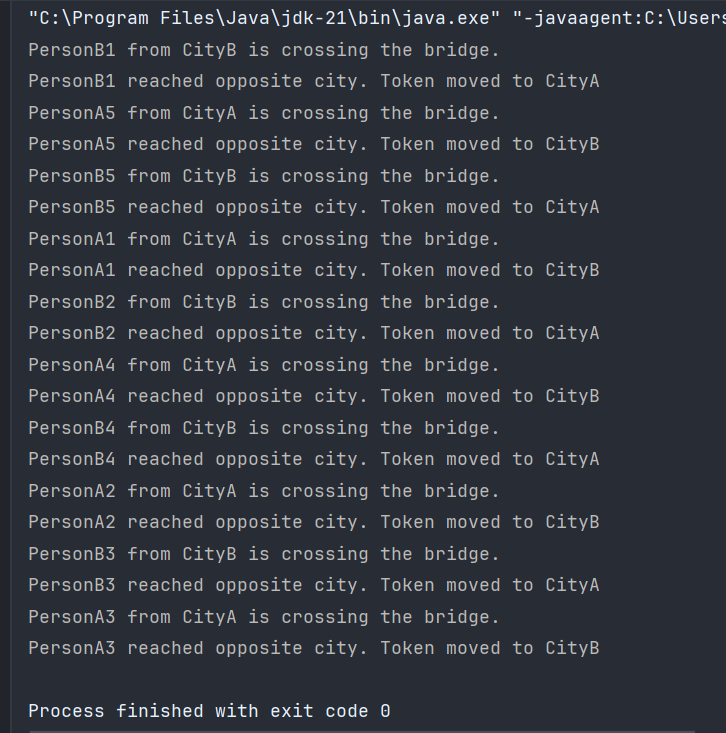 "C:\Program Files\Java\jdk-21\bin\java.exe" "-javaagent:C:\Users
PersonB1 from CityB is crossing the bridge.
PersonB1 reached opposite city. Token moved to CityA
PersonA5 from CityA is crossing the bridge.
PersonA5 reached opposite city. Token moved to CityB
PersonB5 from CityB is crossing the bridge.
PersonB5 reached opposite city. Token moved to CityA
PersonA1 from CityA is crossing the bridge.
PersonA1 reached opposite city. Token moved to CityB
PersonB2 from CityB is crossing the bridge.
PersonB2 reached opposite city. Token moved to CityA
PersonA4 from CityA is crossing the bridge.
PersonA4 reached opposite city. Token moved to CityB
PersonB4 from CityB is crossing the bridge.
PersonB4 reached opposite city. Token moved to CityA
PersonA2 from CityA is crossing the bridge.
PersonA2 reached opposite city. Token moved to CityB
PersonB3 from CityB is crossing the bridge.
PersonB3 reached opposite city. Token moved to CityA
PersonA3 from CityA is crossing the bridge.
PersonA3 reached opposite city. Token moved to CityB
Process finished with exit code 0